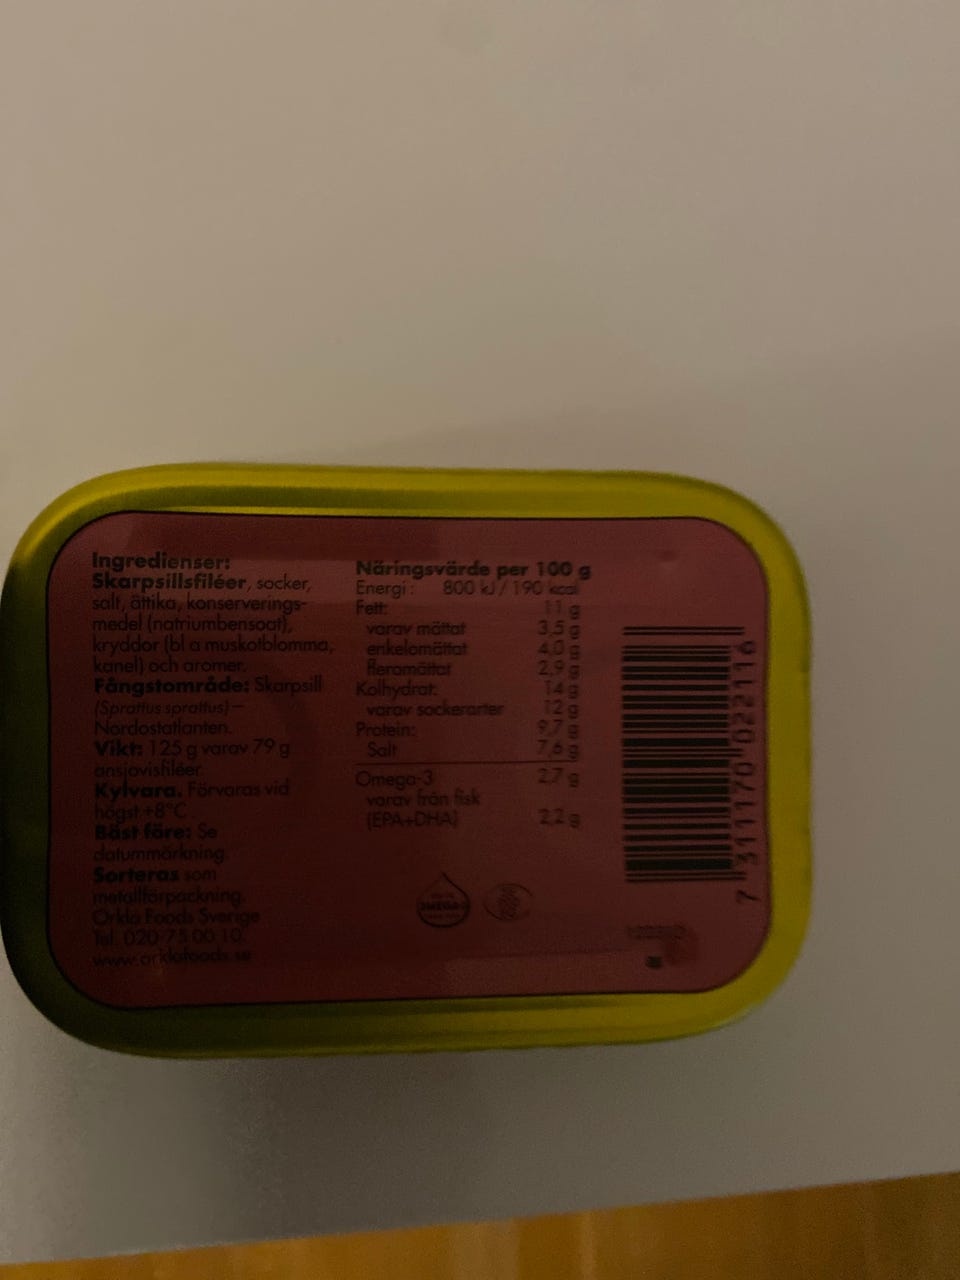 Ingredienser:
Skarpsillsfiléer, socker,
salt, ättika, konserverings-
medel (natriumbensoat),
kryddor (bl a muskotblomma,
kanel) och aromer.
Fångstområde: Skarpsill
(Sprattus sprattus) –
Nordostatlanten.
Vikt: 125 g varav 79 g
ansjovisfiléer.
Kylvara. Förvaras vid
högst +8°C
Bäst före: Se
datummärkning.
Sorteras som
metallförpackning.
Orkla Foods Sverige
Tel. 020-75 00 10.
www.orklafoods.se
Näringsvärde per 100 g
Energi: 800 kJ / 190 kcal
Fett: 11 g
varav mättat 3,5 g
enkelomättat 4,0 g
fleromättat 2,9 g
Kolhydrat: 14 g
varav sockerarter 12 g
Protein: 9,7 g
Salt 7,6 g
Omega-3 2,7 g
varav från fisk
(EPA+DHA) 2,2 g
OMEGA-3
7 311170 022116